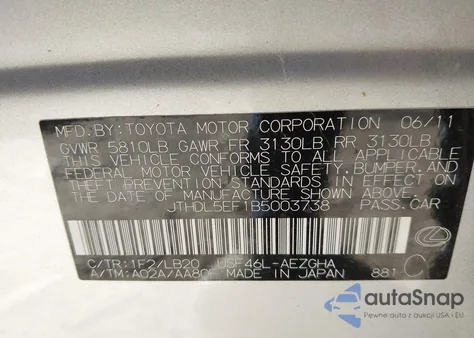 MFD. BY: TOYOTA MOTOR CORPORATION 06/11
GVWR 5810LB GAWR FR 3130LB RR 3130LB
THIS VEHICLE CONFORMS TO ALL APPLICABLE
FEDERAL MOTOR VEHICLE SAFETY, BUMPER, AND
THEFT PREVENTION STANDARDS IN EFFECT ON
THE DATE OF MANUFACTURE SHOWN ABOVE.
JTHDL5EF1B5003738 PASS.CAR
C/TR:1F2/LB20 USF46L-AEZGHA
A/TM:A02A/AA80F MADE IN JAPAN 881 C
autoSnap
Pewne auta z aukcji USA i EU